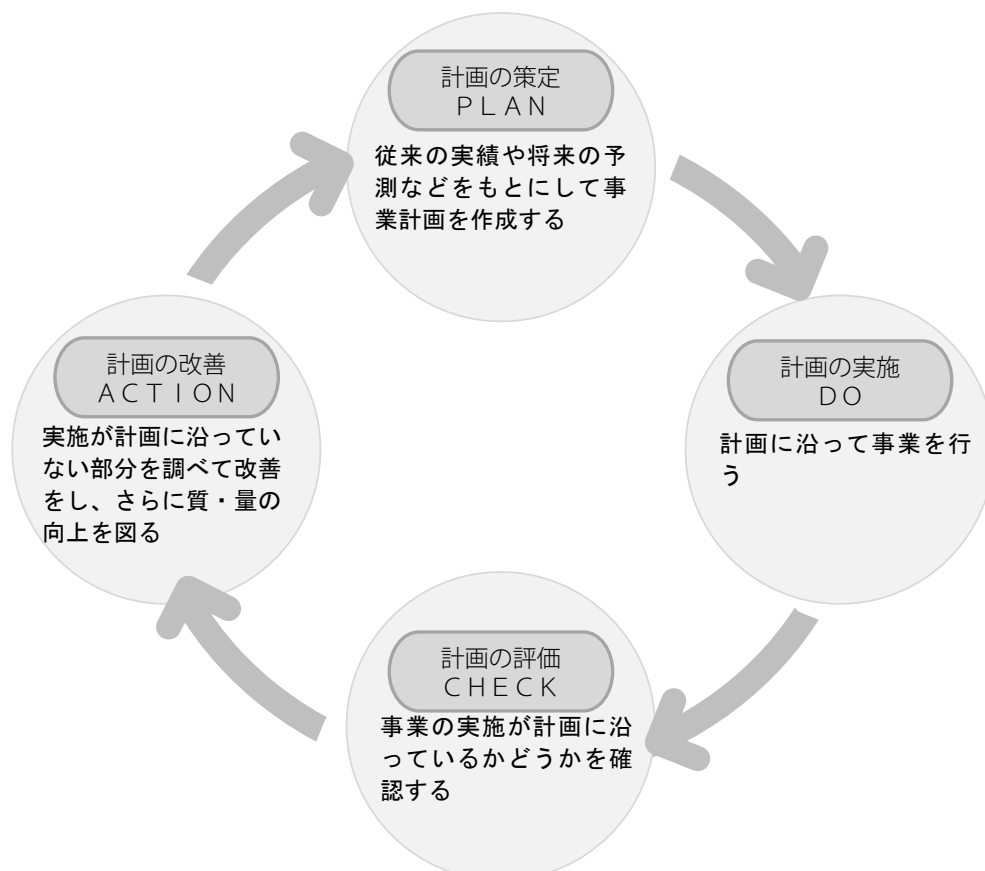 計画の策定
ＰＬＡＮ
従来の実績や将来の予
測などをもとにして事
業計画を作成する
計画の実施
ＤＯ
計画に沿って事業を行
う
計画の評価
ＣＨＥＣＫ
事業の実施が計画に沿
っているかどうかを確
認する
計画の改善
ＡＣＴＩＯＮ
実施が計画に沿ってい
ない部分を調べて改善
をし、さらに質・量の
向上を図る